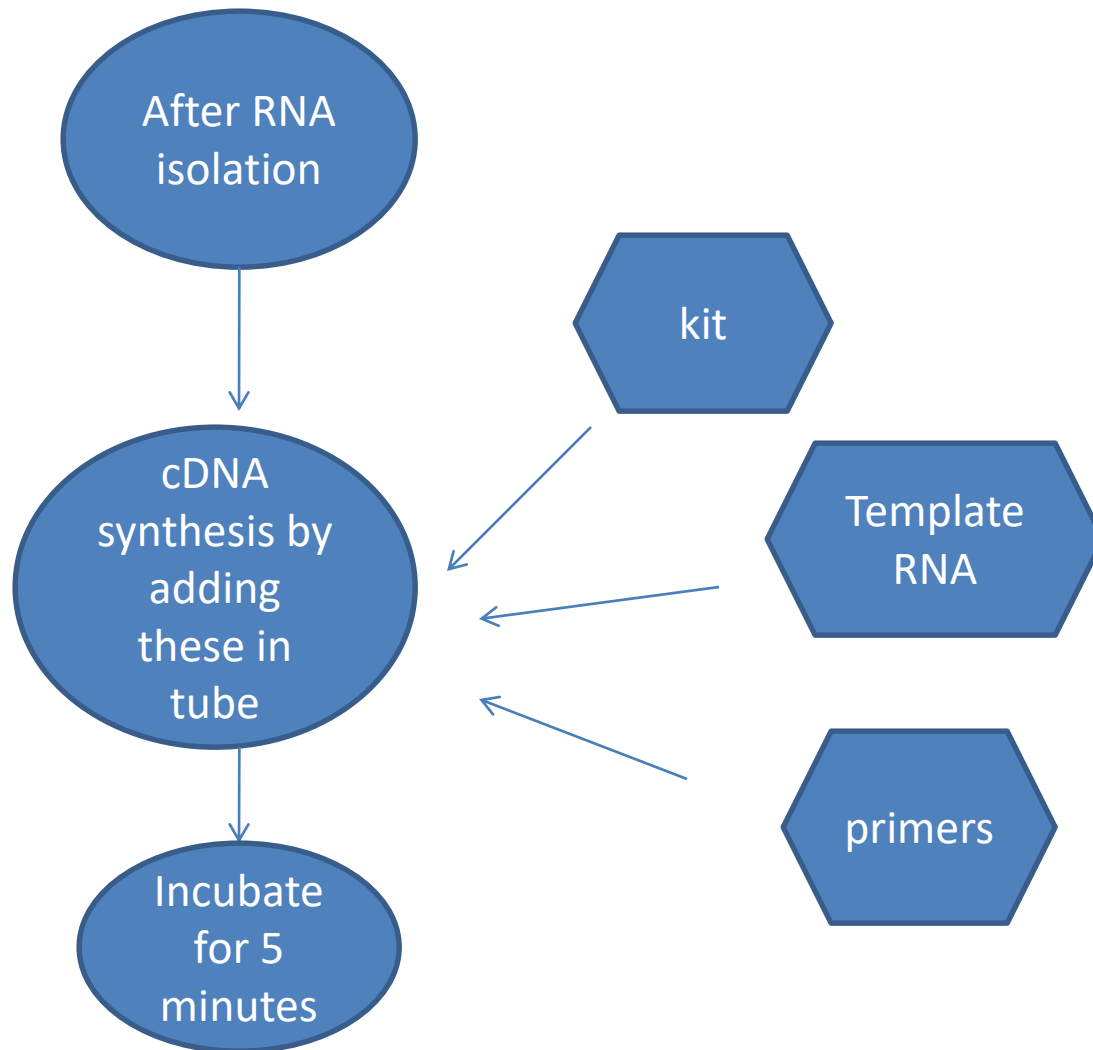 After RNA
isolation
kit
cDNA
synthesis by
adding
these in
tube
Template
RNA
primers
Incubate
for 5
minutes